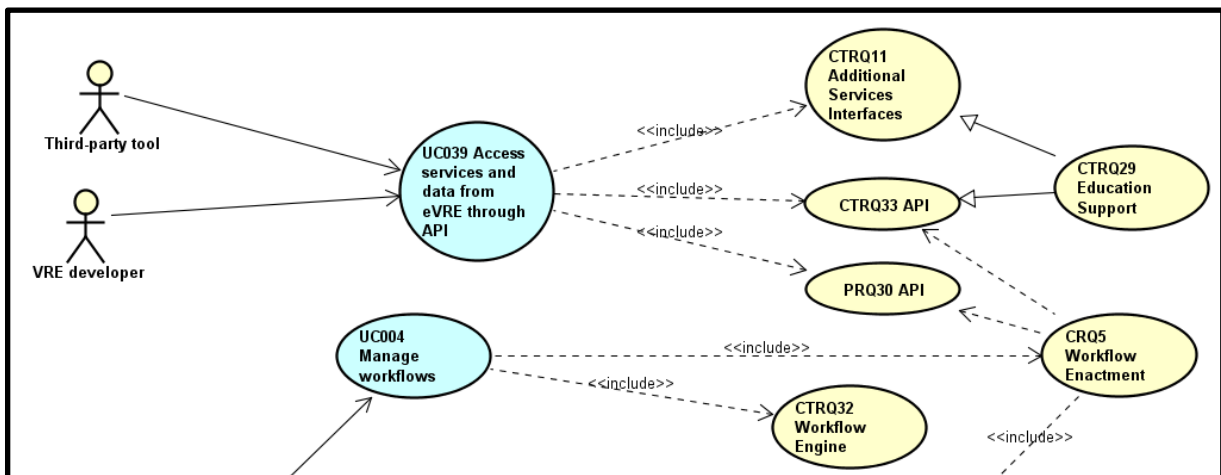 CTRQ11
Additional
Services
Interfaces
<<include>>
Third-party tool
UC039 Access
services and
data from
eVRE through
API
CTRQ29
Education
Support
<<include>>
CTRQ33 API
<<include>>
VRE developer
PRQ30 API
UC004
Manage
workflows
<<include>>
CRQ5
Workflow
Enactment
<<include>>
CTRQ32
Workflow
Engine
<<include>>